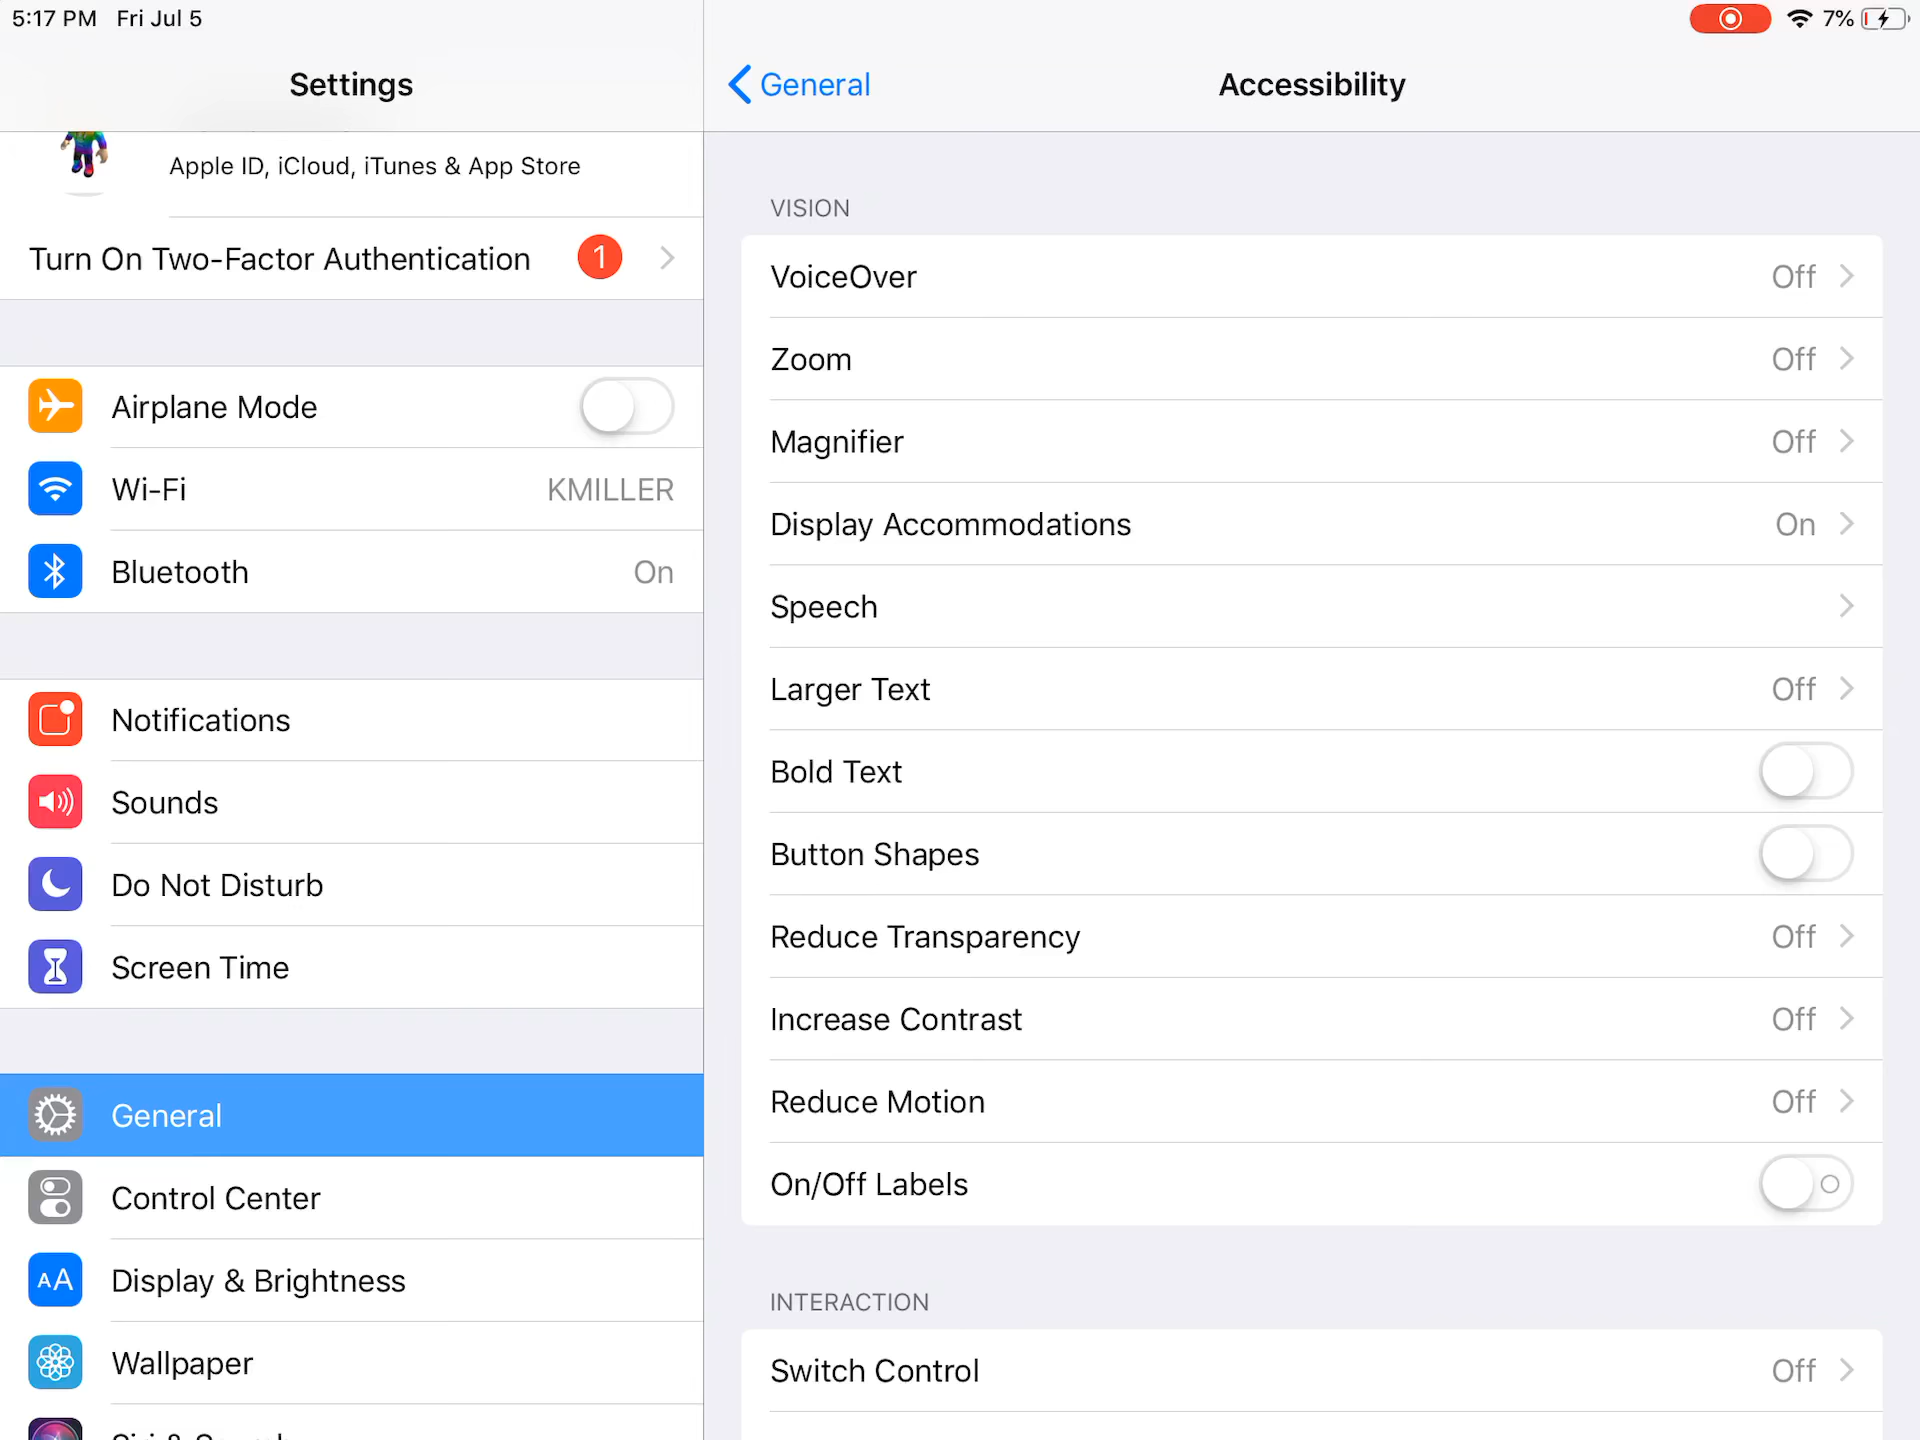 5:17 PM Fri Jul 5
7%
Settings
Apple ID, iCloud, iTunes & App Store
Turn On Two-Factor Authentication 1
Airplane Mode
Wi-Fi KMILLER
Bluetooth On
Notifications
Sounds
Do Not Disturb
Screen Time
General
Control Center
AA Display & Brightness
Wallpaper
General
Accessibility
VISION
VoiceOver Off
Zoom Off
Magnifier Off
Display Accommodations On
Speech
Larger Text Off
Bold Text
Button Shapes
Reduce Transparency Off
Increase Contrast Off
Reduce Motion Off
On/Off Labels
INTERACTION
Switch Control Off